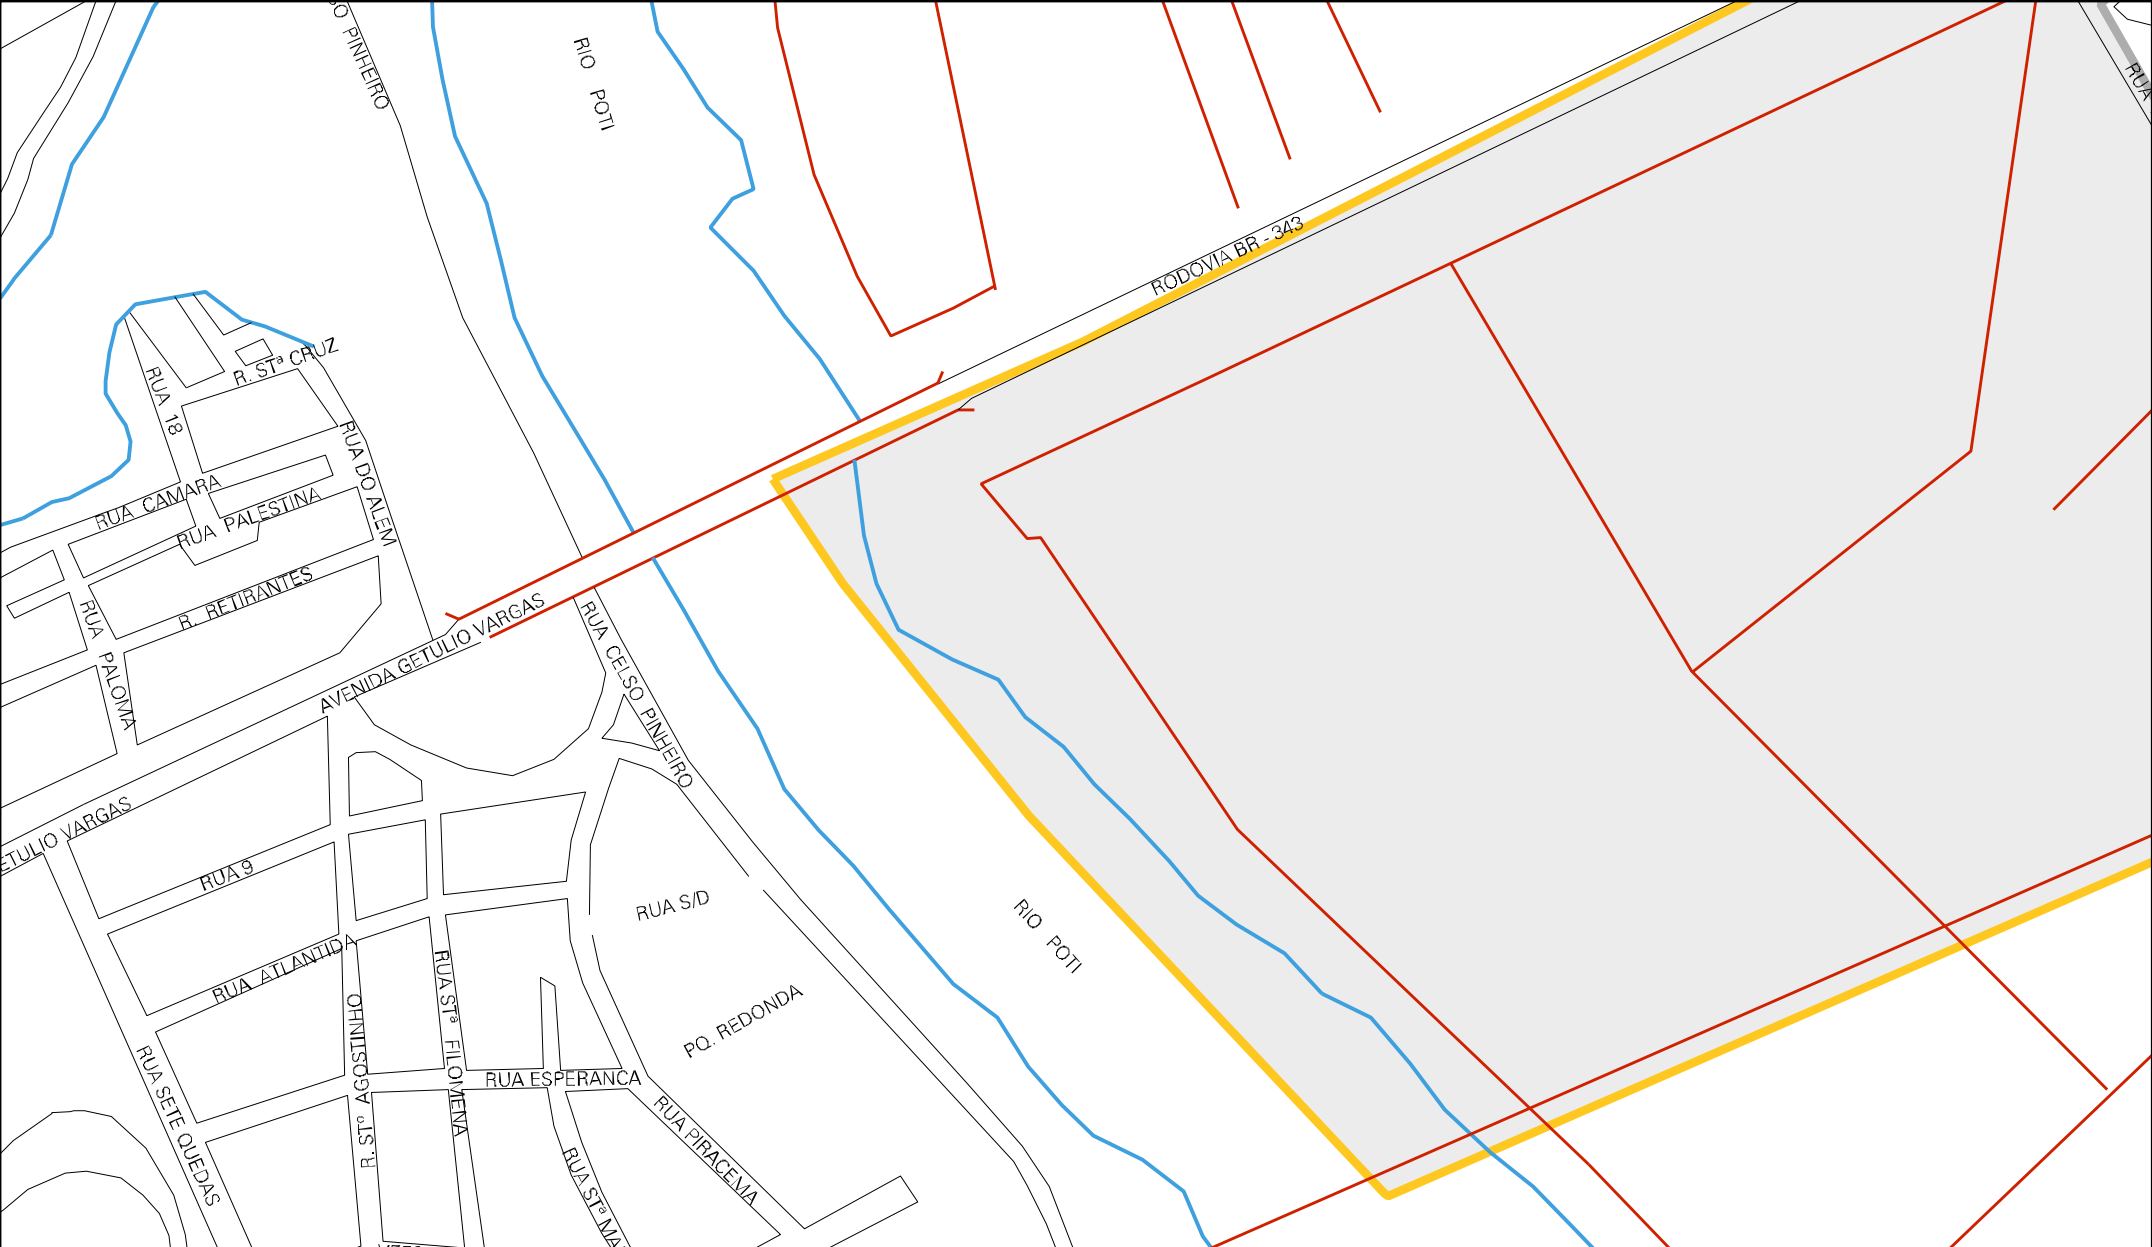 SO PINHEIRO
RIO POTI
RUA
RODOVIA BR - 343
R. STª CRUZ
RUA 18
RUA DO ALEM
RUA CAMARA
RUA PALESTINA
R. RETIRANTES
RUA PALOMA
AVENIDA GETULIO VARGAS
RUA CELSO PINHEIRO
ETULIO VARGAS
RUA 9
RUA S/D
RIO POTI
RUA ATLANTIDA
PQ. REDONDA
R. STº AGOSTINHO
RUA STª FILOMENA
RUA ESPERANCA
RUA SETE QUEDAS
RUA PIRACEMA
RUA STª MA